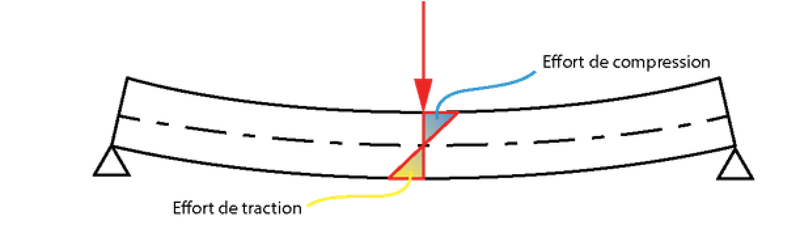 Effort de compression
Effort de traction